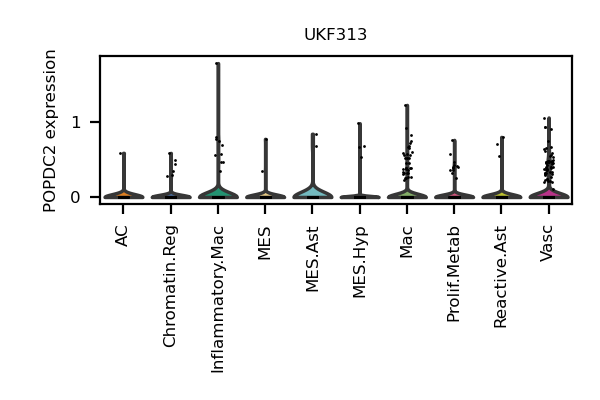 UKF313
POPDC2 expression
1
0
AC
Chromatin.Reg
Inflammatory.Mac
MES
MES.Ast
MES.Hyp
Mac
Prolif.Metab
Reactive.Ast
Vasc